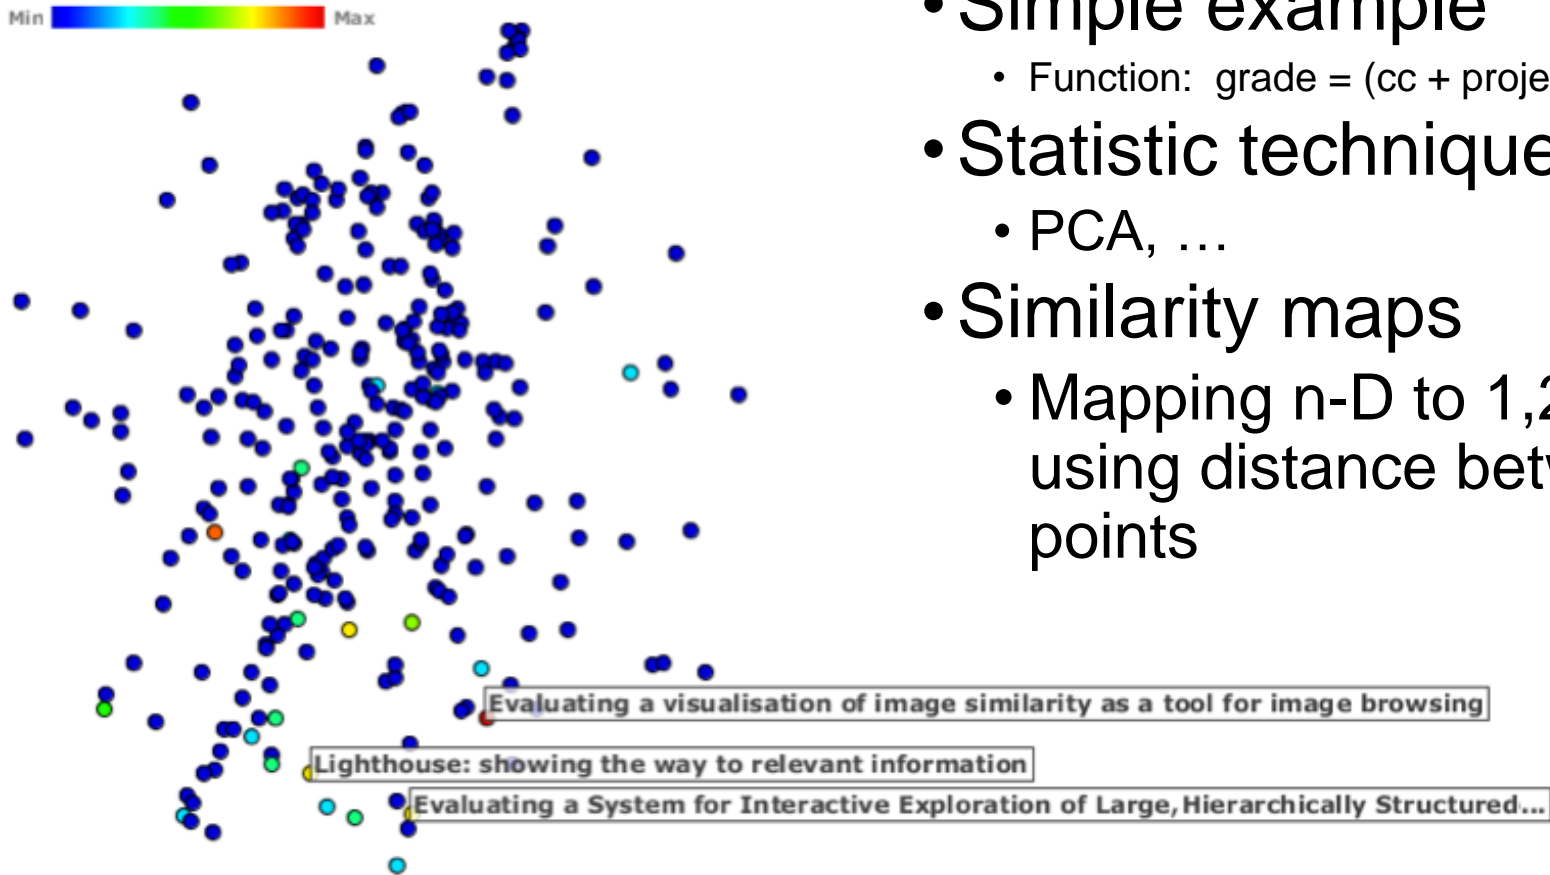 Min Max
• Simple example
• Function: grade = (cc + proje
• Statistic technique
• PCA, …
• Similarity maps
• Mapping n-D to 1,2
using distance betw
points
Evaluating a visualisation of image similarity as a tool for image browsing
Lighthouse: showing the way to relevant information
Evaluating a System for Interactive Exploration of Large, Hierarchically Structured...